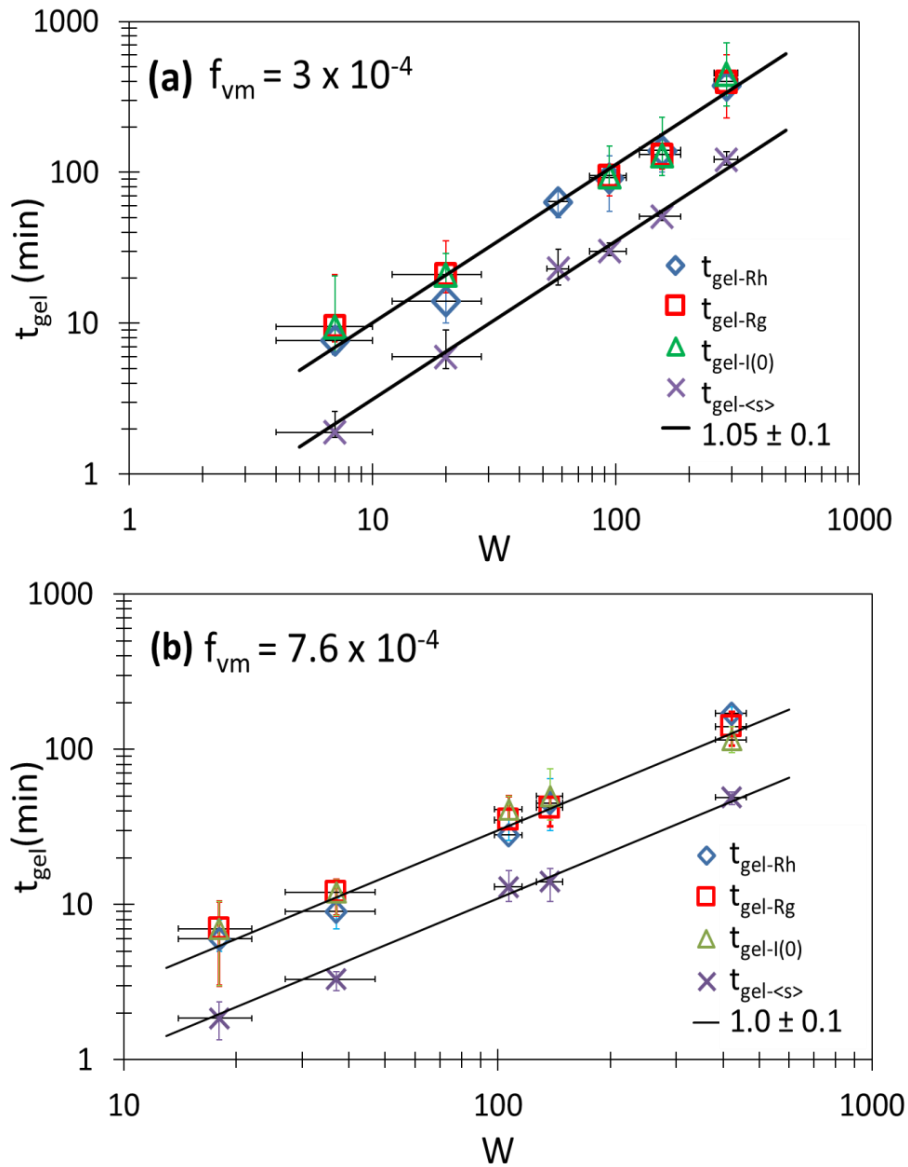 1000
(a) f_vm = 3 x 10^-4
100
t_gel (min)
10
1
t_gel-Rh
t_gel-Rg
t_gel-I(0)
t_gel-<s>
1.05 ± 0.1
1 10 100 1000
W
1000
(b) f_vm = 7.6 x 10^-4
100
t_gel(min)
10
1
t_gel-Rh
t_gel-Rg
t_gel-I(0)
t_gel-<s>
1.0 ± 0.1
10 100 1000
W